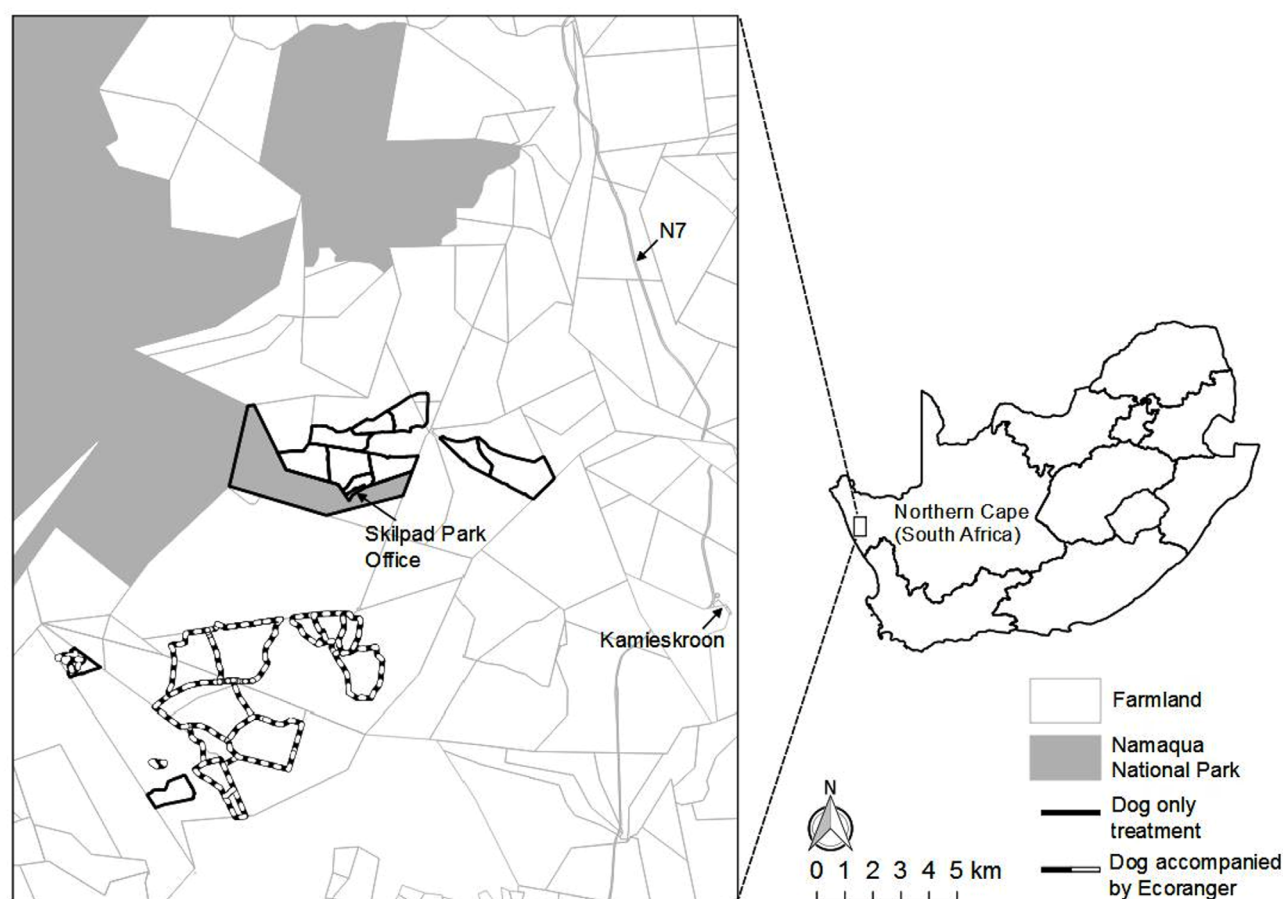 N7
Skilpad Park
Office
Kamieskroon
Northern Cape
(South Africa)
Farmland
Namaqua
National Park
Dog only
treatment
Dog accompanied
by Ecoranger
N
0 1 2 3 4 5 km